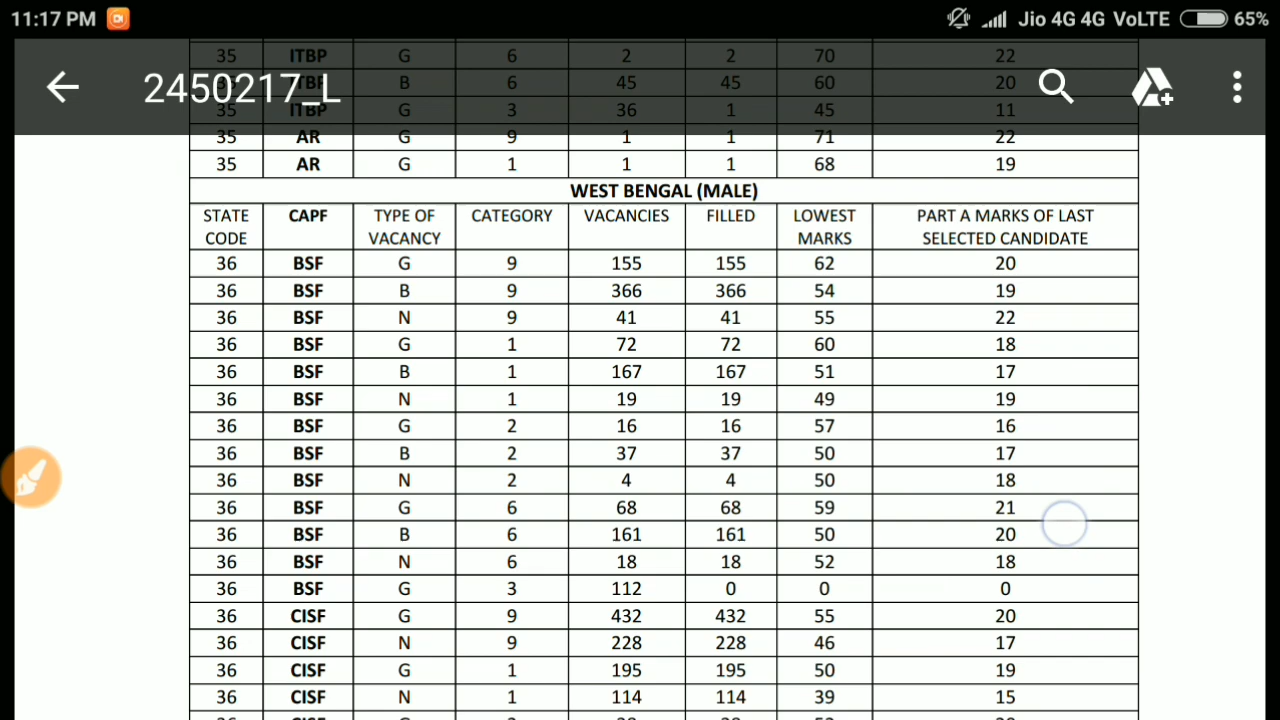 11:17 PM Jio 4G 4G VoLTE 65%
35 ITBP G 6 2 2 70 22
2450217_L
B 6 45 45 60 20
35 ITBP G 3 36 1 45 11
35 AR G 9 1 1 71 22
35 AR G 1 1 1 68 19
WEST BENGAL (MALE)
STATE CODE CAPF TYPE OF VACANCY CATEGORY VACANCIES FILLED LOWEST MARKS PART A MARKS OF LAST SELECTED CANDIDATE
36 BSF G 9 155 155 62 20
36 BSF B 9 366 366 54 19
36 BSF N 9 41 41 55 22
36 BSF G 1 72 72 60 18
36 BSF B 1 167 167 51 17
36 BSF N 1 19 19 49 19
36 BSF G 2 16 16 57 16
36 BSF B 2 37 37 50 17
36 BSF N 2 4 4 50 18
36 BSF G 6 68 68 59 21
36 BSF B 6 161 161 50 20
36 BSF N 6 18 18 52 18
36 BSF G 3 112 0 0 0
36 CISF G 9 432 432 55 20
36 CISF N 9 228 228 46 17
36 CISF G 1 195 195 50 19
36 CISF N 1 114 114 39 15